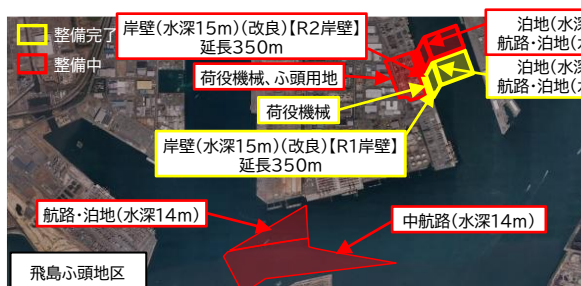 整備完了
整備中
岸壁(水深15m)(改良)【R2岸壁】
延長350m
泊地(水
航路・泊地(水
荷役機械、ふ頭用地
泊地(水深
航路・泊地(水
荷役機械
岸壁(水深15m)(改良)【R1岸壁】
延長350m
航路・泊地(水深14m)
中航路(水深14m)
飛島ふ頭地区